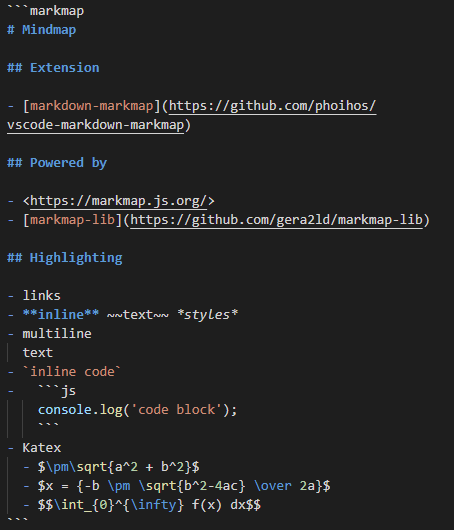 ```markmap
# Mindmap
## Extension
- [markdown-markmap](https://github.com/phoihos/
vscode-markdown-markmap)
## Powered by
- <https://markmap.js.org/>
- [markmap-lib](https://github.com/gera2ld/markmap-lib)
## Highlighting
- links
- **inline** ~~text~~ *styles*
- multiline
  text
- `inline code`
-   ```js
    console.log('code block');
    ```
- Katex
  - $\pm\sqrt{a^2 + b^2}$
  - $x = {-b \pm \sqrt{b^2-4ac} \over 2a}$
  - $$\int_{0}^{\infty} f(x) dx$$
```